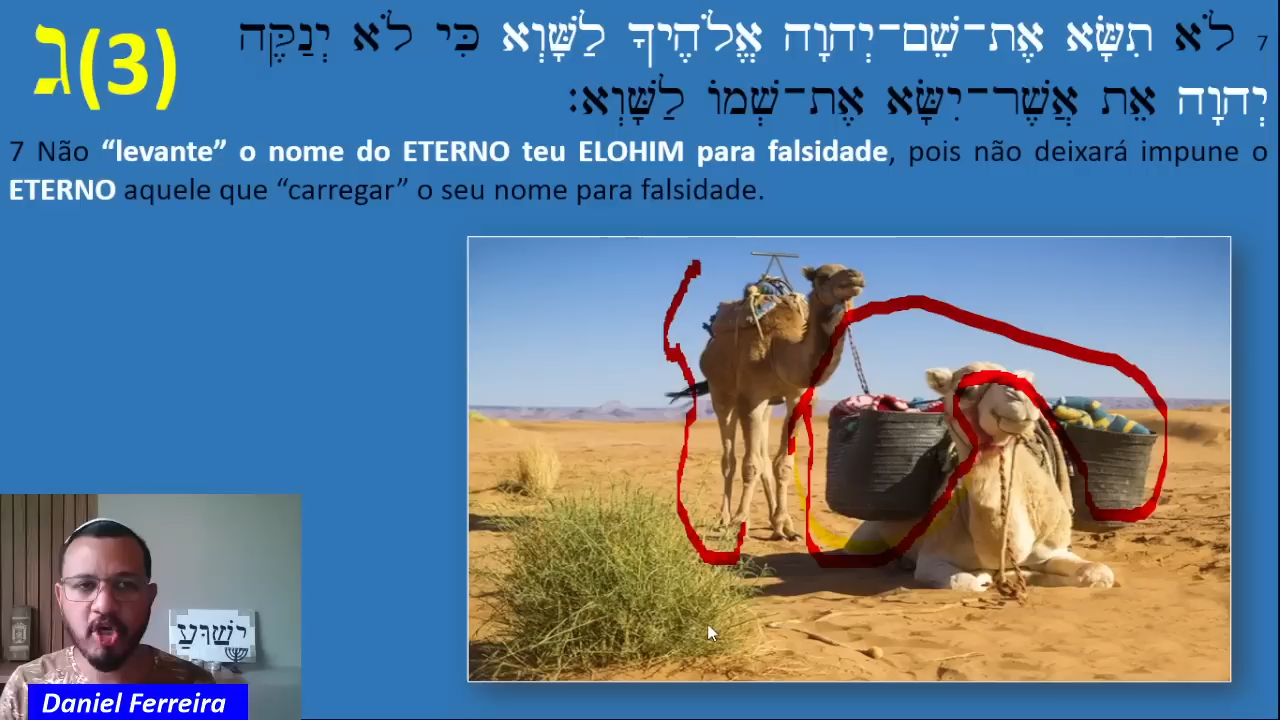 ג(3)
7 לֹא תִשָּׂא אֶת־שֵׁם־יְהוָה אֱלֹהֶיךָ לַשָּׁוְא כִּי לֹא יְנַקֶּה
יְהוָה אֵת אֲשֶׁר־יִשָּׂא אֶת־שְׁמוֹ לַשָּׁוְא׃
7 Não “levante” o nome do ETERNO teu ELOHIM para falsidade, pois não deixará impune o
ETERNO aquele que “carregar” o seu nome para falsidade.
ישׁוּעַ
Daniel Ferreira